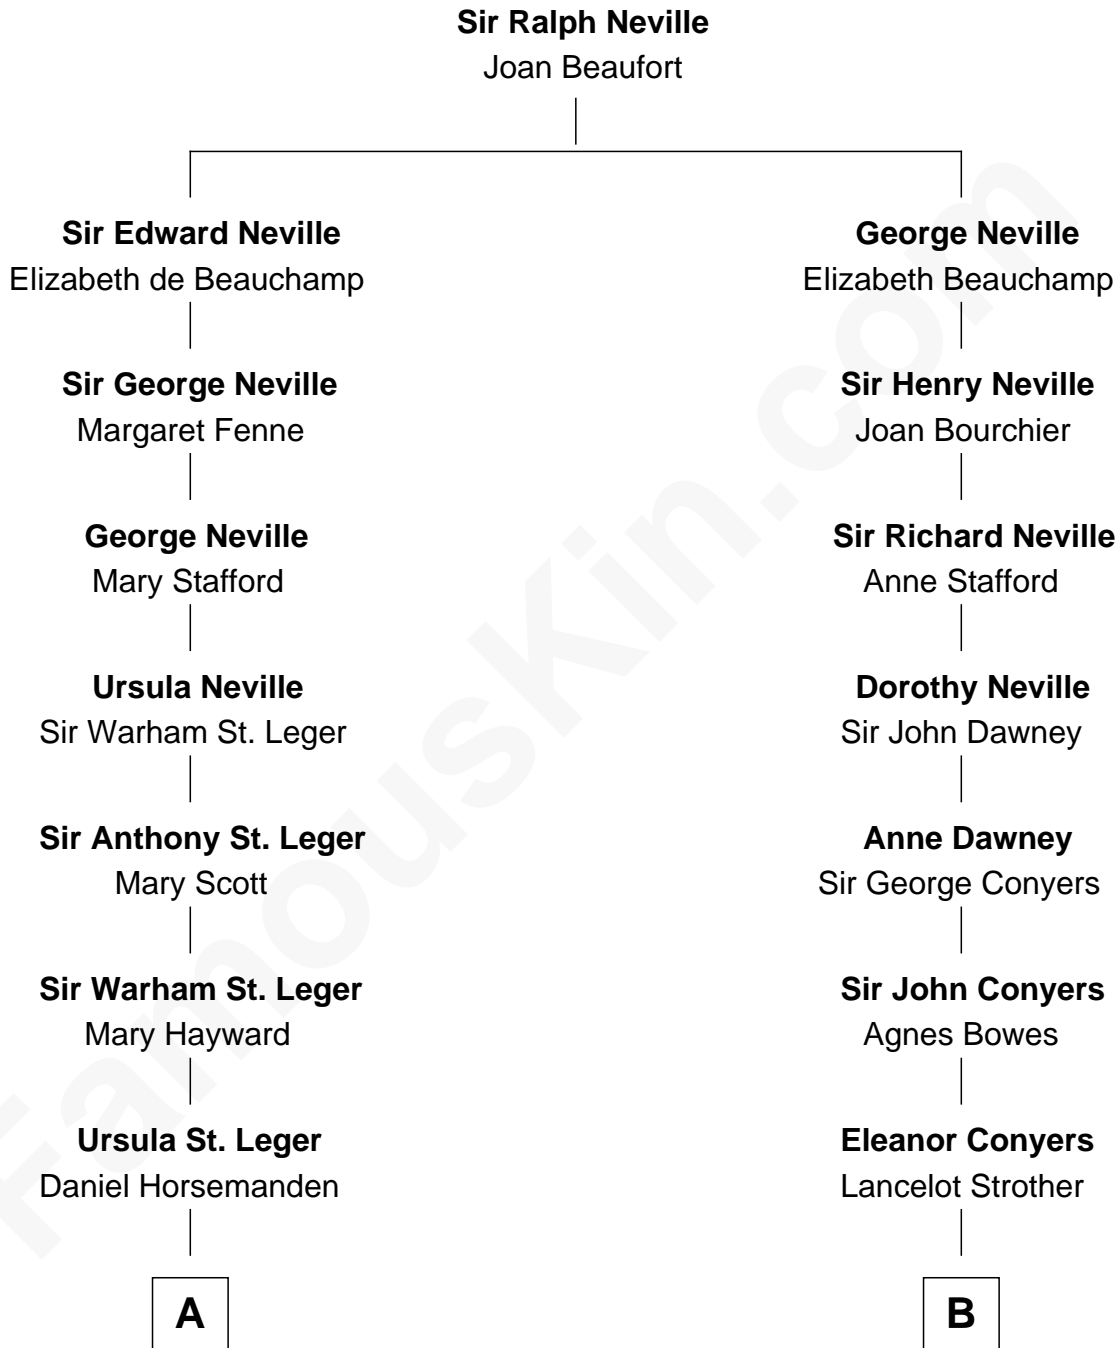 Sir Ralph Neville
Joan Beaufort
Sir Edward Neville
Elizabeth de Beauchamp
George Neville
Elizabeth Beauchamp
Sir George Neville
Margaret Fenne
Sir Henry Neville
Joan Bourchier
George Neville
Mary Stafford
Sir Richard Neville
Anne Stafford
Ursula Neville
Sir Warham St. Leger
Dorothy Neville
Sir John Dawney
Sir Anthony St. Leger
Mary Scott
Anne Dawney
Sir George Conyers
Sir Warham St. Leger
Mary Hayward
Sir John Conyers
Agnes Bowes
Ursula St. Leger
Daniel Horsemanden
Eleanor Conyers
Lancelot Strother
A
B
FamousKin.com